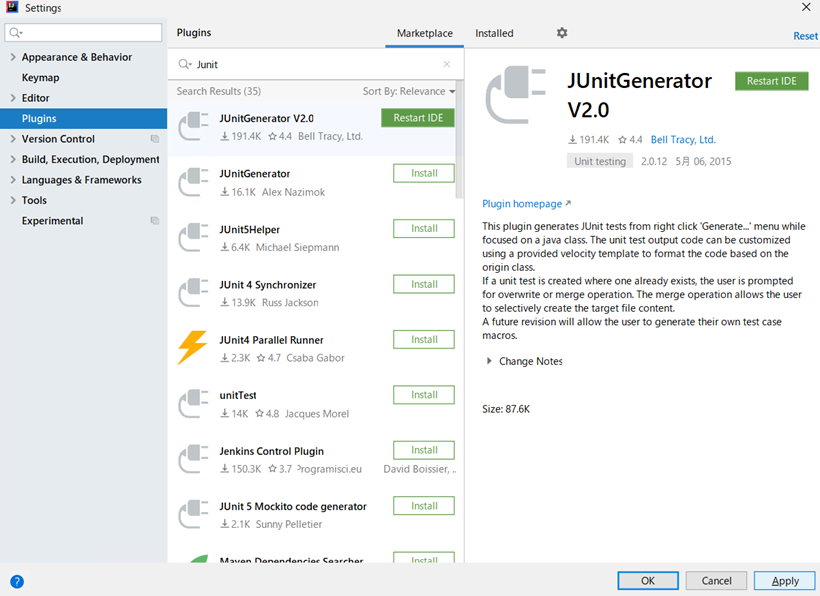 Settings
Appearance & Behavior
Keymap
Editor
Plugins
Version Control
Build, Execution, Deployment
Languages & Frameworks
Tools
Experimental
Plugins
Marketplace
Installed
Reset
Junit
Search Results (35)
Sort By: Relevance
JUnitGenerator V2.0
Restart IDE
191.4K 4.4 Bell Tracy, Ltd.
JUnitGenerator
Install
16.1K Alex Nazimok
JUnit5Helper
Install
6.4K Michael Siepmann
JUnit 4 Synchronizer
Install
13.9K Russ Jackson
JUnit4 Parallel Runner
Install
2.3K 4.7 Csaba Gabor
unitTest
Install
14K 4.8 Jacques Morel
Jenkins Control Plugin
Install
150.3K 3.7 Programisci.eu David Boissier, ..
JUnit 5 Mockito code generator
Install
2.1K Sunny Pelletier
Maven Dependencies Searcher
Install
JUnitGenerator
V2.0
Restart IDE
191.4K 4.4 Bell Tracy, Ltd.
Unit testing 2.0.12 5月 06, 2015
Plugin homepage
This plugin generates JUnit tests from right click 'Generate...' menu while
focused on a java class. The unit test output code can be customized
using a provided velocity template to format the code based on the
origin class.
If a unit test is created where one already exists, the user is prompted
for overwrite or merge operation. The merge operation allows the user
to selectively create the target file content.
A future revision will allow the user to generate their own test case
macros.
Change Notes
Size: 87.6K
?
OK
Cancel
Apply